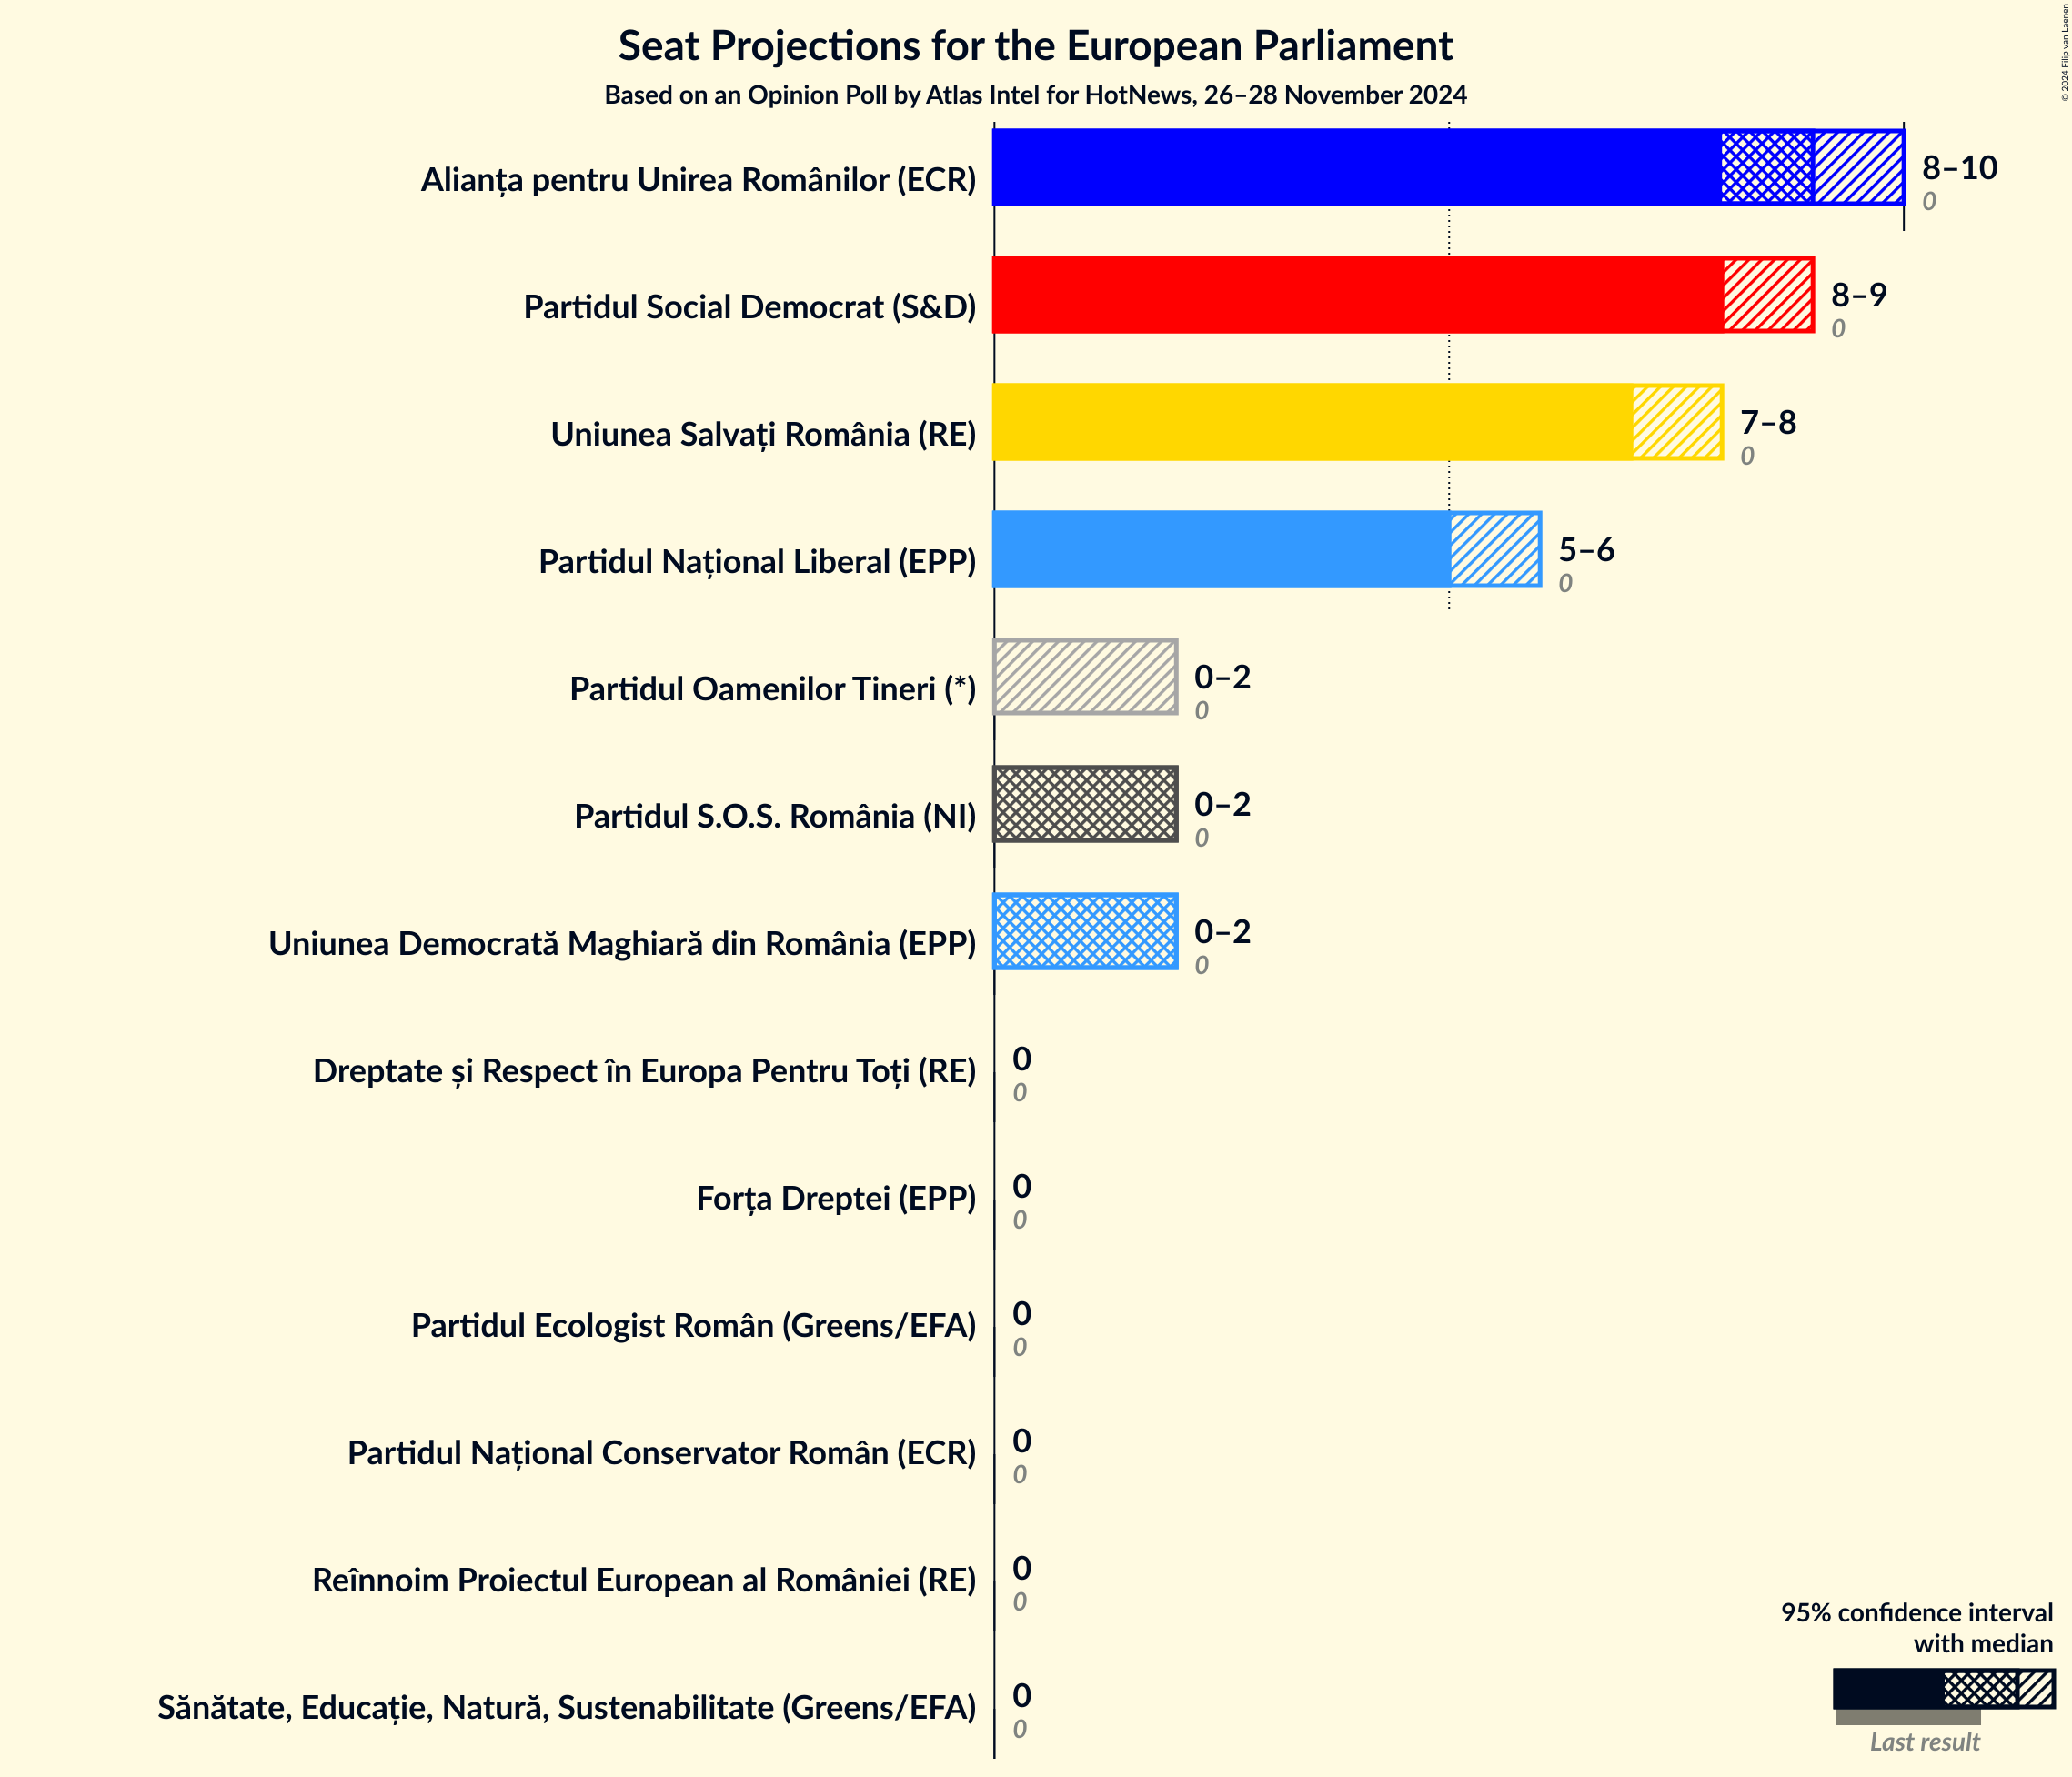 Seat Projections for the European Parliament
Based on an Opinion Poll by Atlas Intel for HotNews, 26–28 November 2024
© 2024 Filip van Laenen
Alianța pentru Unirea Românilor (ECR)
8–10
0
Partidul Social Democrat (S&D)
8–9
0
Uniunea Salvați România (RE)
7–8
0
Partidul Național Liberal (EPP)
5–6
0
Partidul Oamenilor Tineri (*)
0–2
0
Partidul S.O.S. România (NI)
0–2
0
Uniunea Democrată Maghiară din România (EPP)
0–2
0
Dreptate și Respect în Europa Pentru Toți (RE)
0
0
Forța Dreptei (EPP)
0
0
Partidul Ecologist Român (Greens/EFA)
0
0
Partidul Național Conservator Român (ECR)
0
0
Reînnoim Proiectul European al României (RE)
0
0
Sănătate, Educație, Natură, Sustenabilitate (Greens/EFA)
0
0
95% confidence interval
with median
Last result